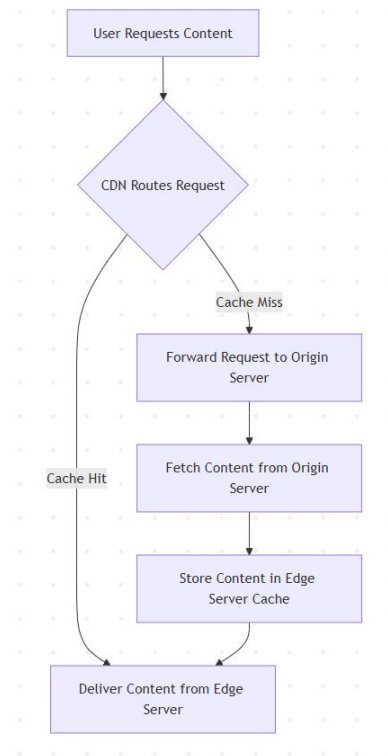 User Requests Content
CDN Routes Request
Cache Miss
Forward Request to Origin
Server
Fetch Content from Origin
Server
Cache Hit
Store Content in Edge
Server Cache
Deliver Content from Edge
Server